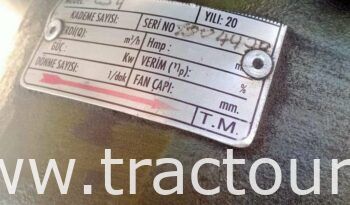 MODEL
KADEME SAYISI: SERİ NO YILI: 20
m³/h Hmp : m.
GÜÇ : Kw VERİM (ηp) : %
DÖNME SAYISI: 1/dak FAN ÇAPI: mm.
T.M.
www.tractour